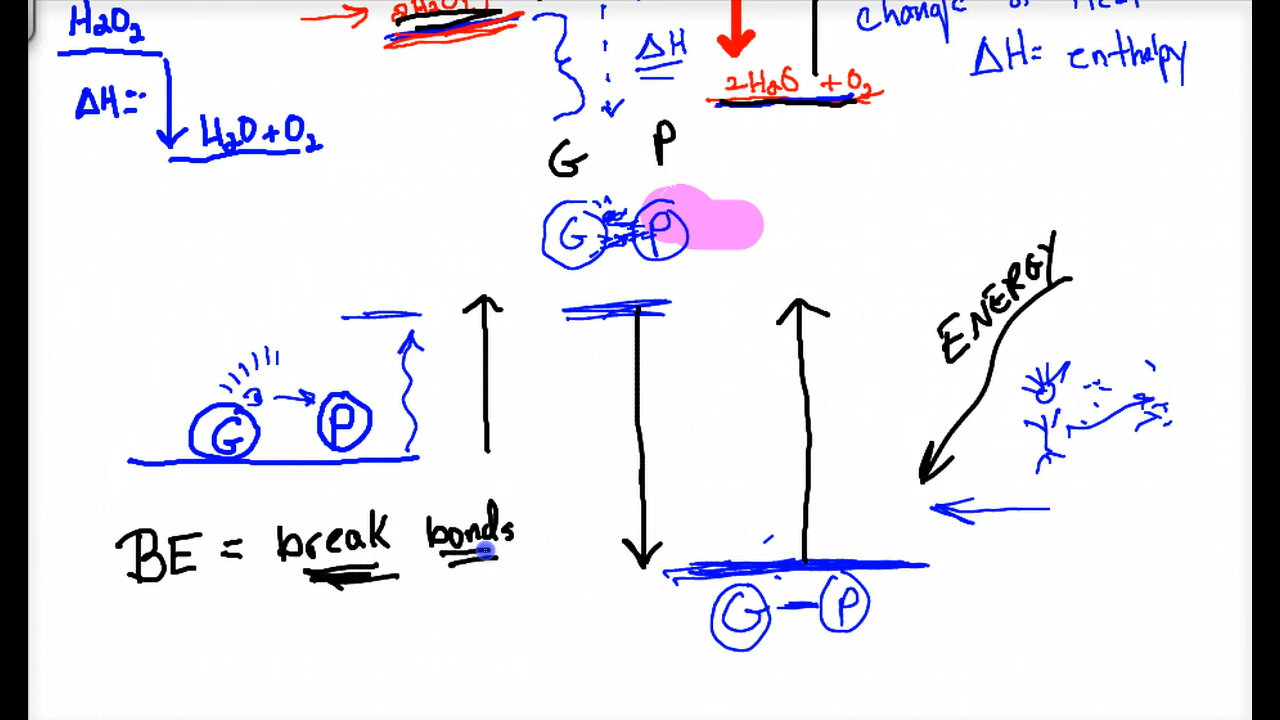 H₂O₂
ΔH=-
H₂O + O₂
ΔH
2H₂O + O₂
ΔH= enthalpy
G P
G P
ENERGY
G P
BE = break bonds
G - P